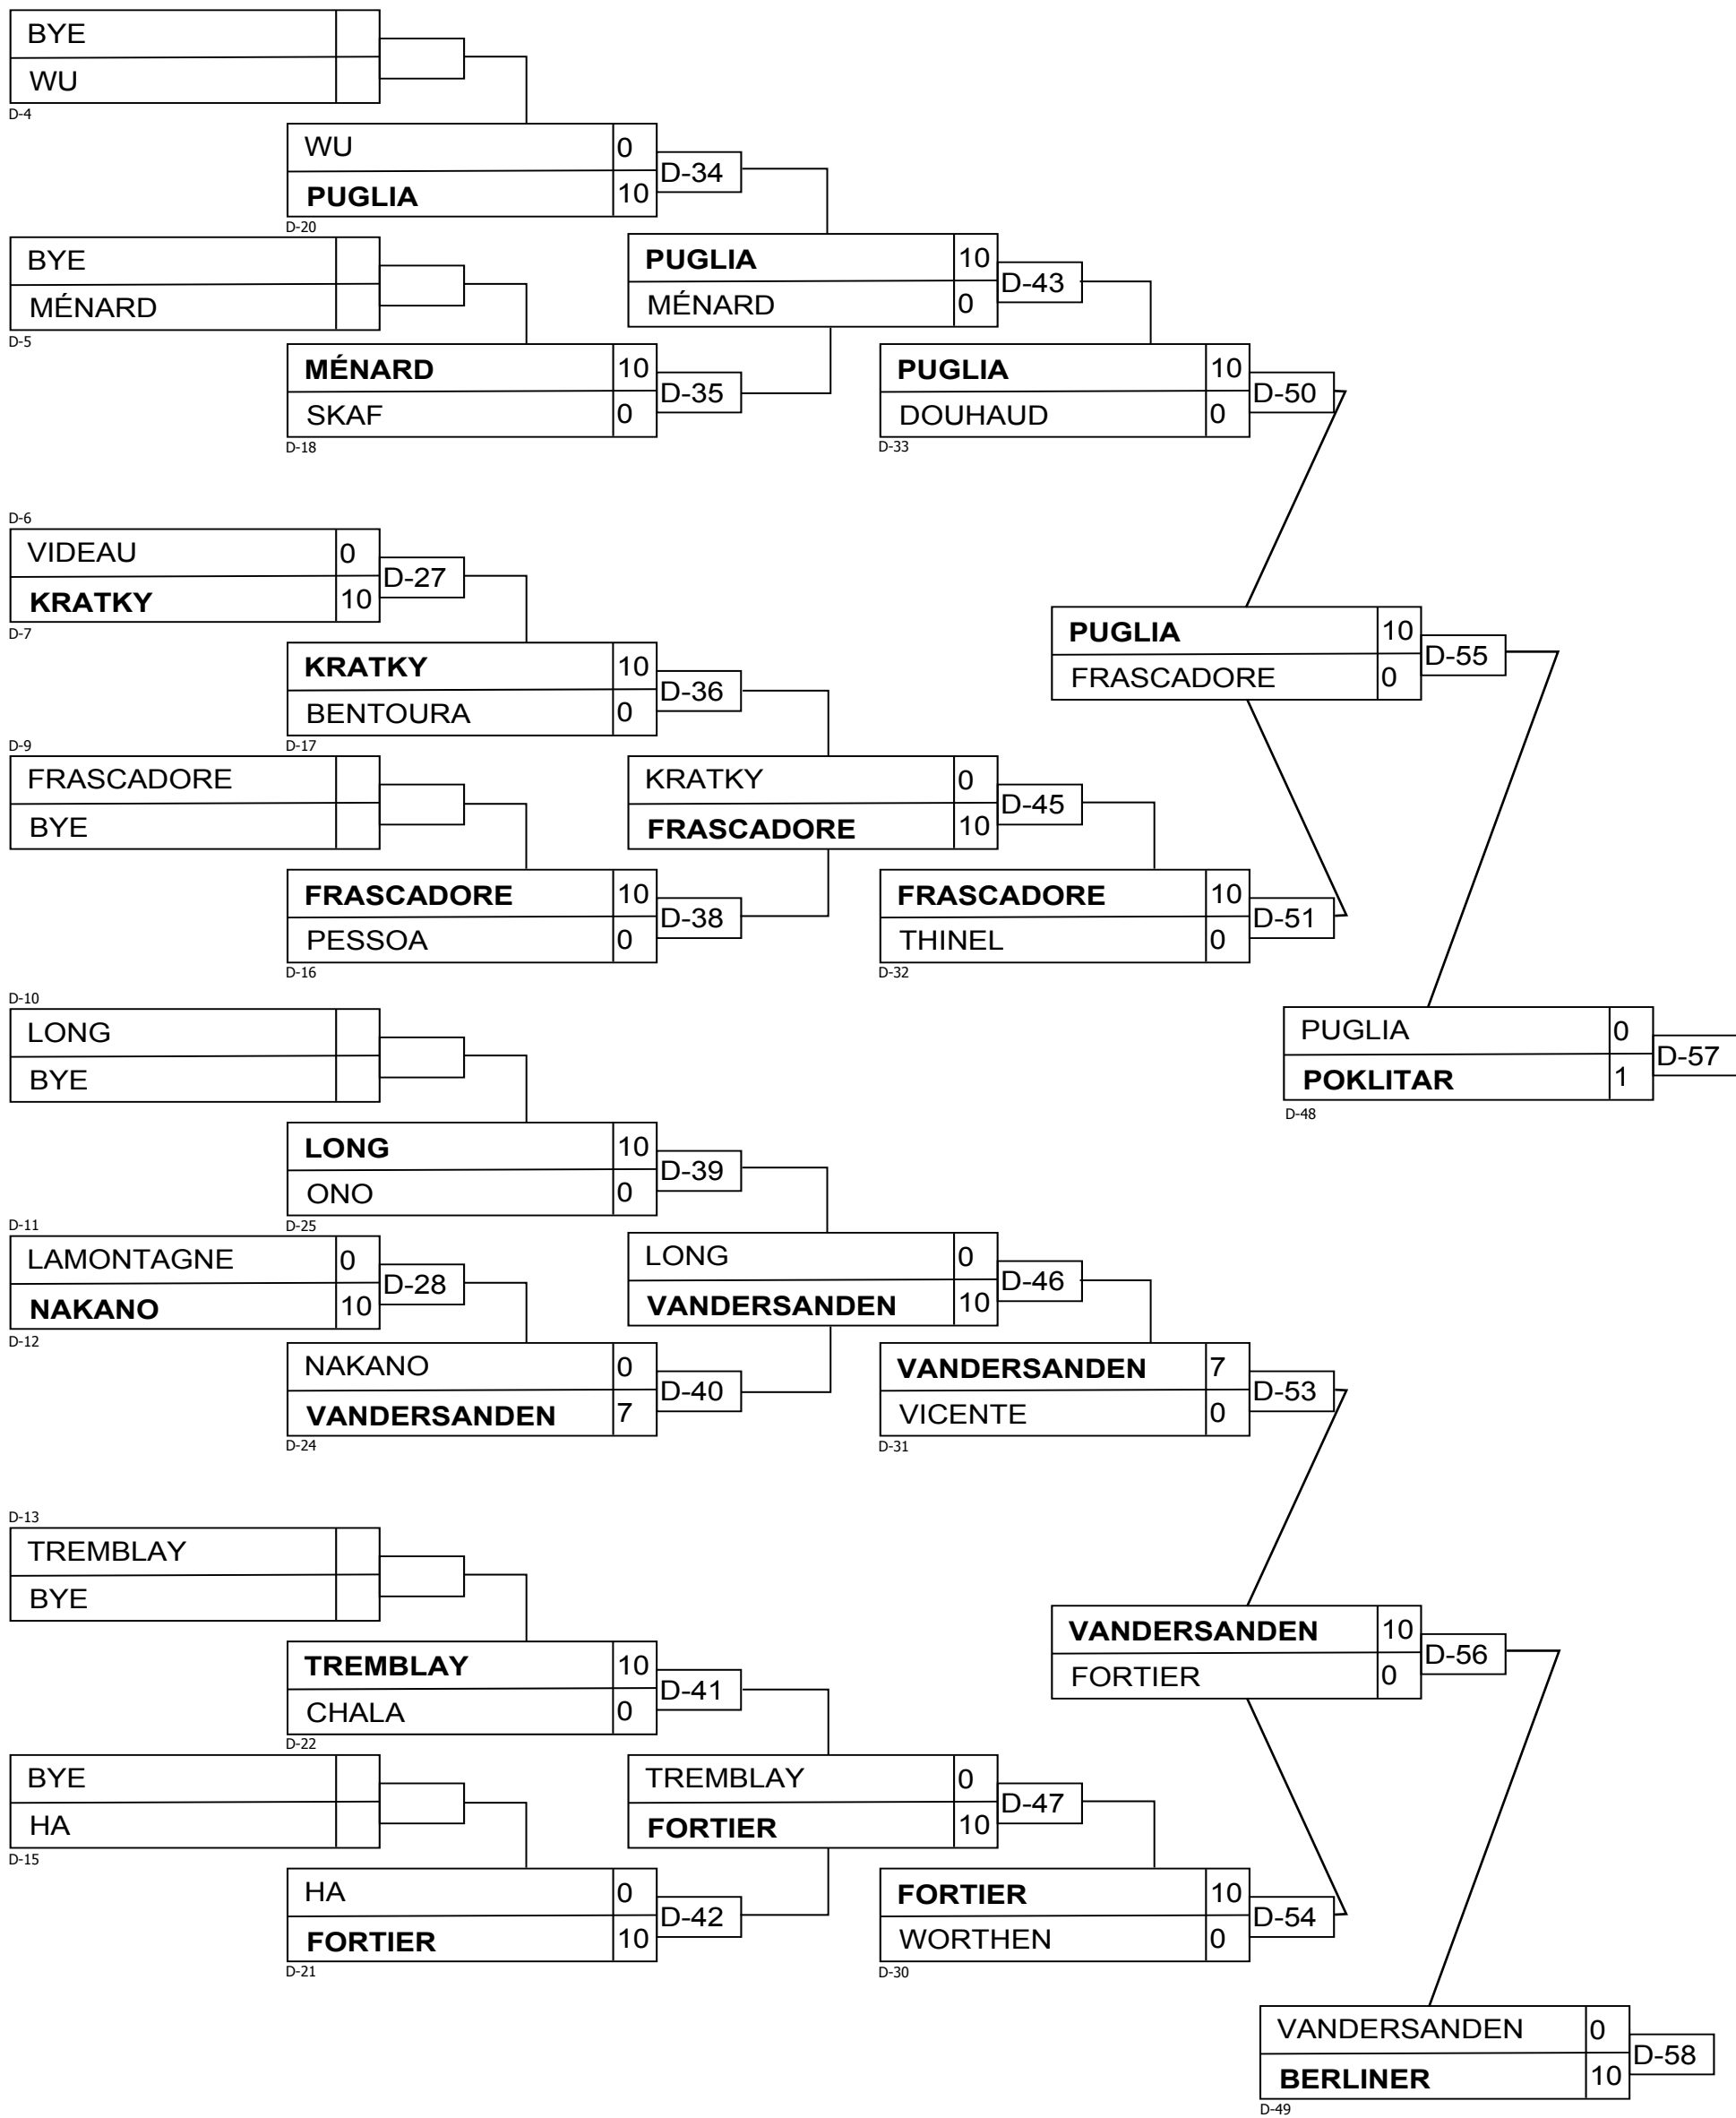 BYE
WU
D-4
WU 0
PUGLIA 10
D-34
D-20
BYE
MÉNARD
D-5
PUGLIA 10
MÉNARD 0
D-43
MÉNARD 10
SKAF 0
D-35
D-18
PUGLIA 10
DOUHAUD 0
D-50
D-33
D-6
VIDEAU 0
KRATKY 10
D-27
D-7
PUGLIA 10
FRASCADORE 0
D-55
KRATKY 10
BENTOURA 0
D-36
D-17
D-9
FRASCADORE
BYE
KRATKY 0
FRASCADORE 10
D-45
FRASCADORE 10
PESSOA 0
D-38
D-16
FRASCADORE 10
THINEL 0
D-51
D-32
D-10
LONG
BYE
PUGLIA 0
POKLITAR 1
D-57
D-48
LONG 10
ONO 0
D-39
D-25
D-11
LAMONTAGNE 0
NAKANO 10
D-28
D-12
LONG 0
VANDERSANDEN 10
D-46
NAKANO 0
VANDERSANDEN 7
D-40
D-24
VANDERSANDEN 7
VICENTE 0
D-53
D-31
D-13
TREMBLAY
BYE
VANDERSANDEN 10
FORTIER 0
D-56
TREMBLAY 10
CHALA 0
D-41
D-22
BYE
HA
D-15
TREMBLAY 0
FORTIER 10
D-47
HA 0
FORTIER 10
D-42
D-21
FORTIER 10
WORTHEN 0
D-54
D-30
VANDERSANDEN 0
BERLINER 10
D-58
D-49